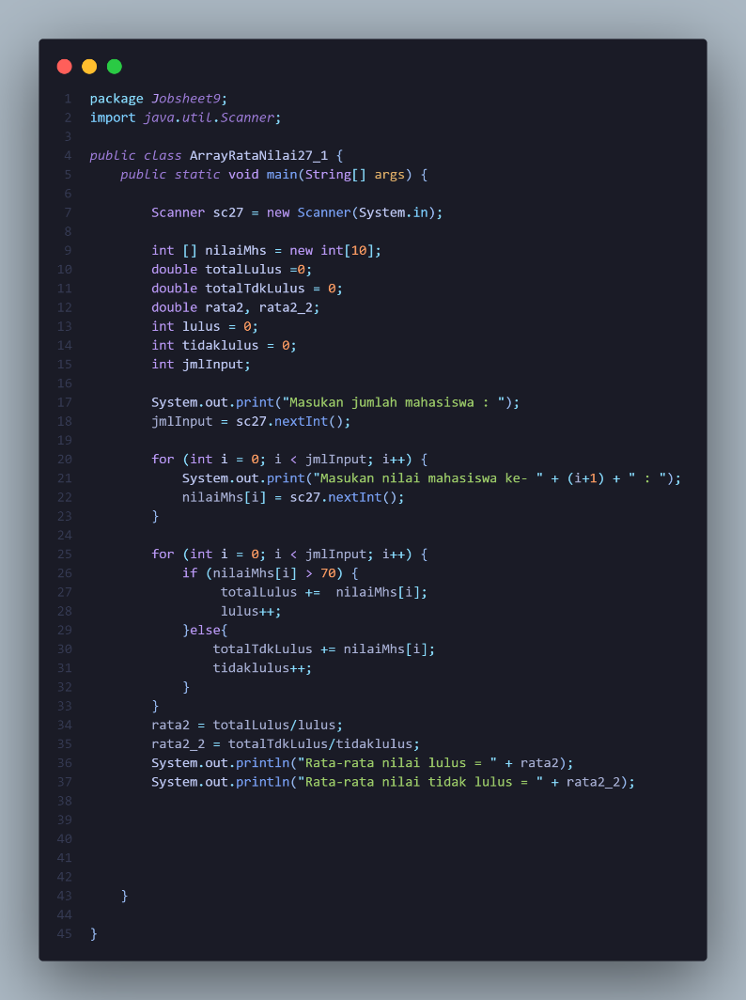 1 package Jobsheet9;
2 import java.util.Scanner;
3
4 public class ArrayRataNilai27_1 {
5     public static void main(String[] args) {
6
7         Scanner sc27 = new Scanner(System.in);
8
9         int [] nilaiMhs = new int[10];
10         double totalLulus =0;
11         double totalTdkLulus = 0;
12         double rata2, rata2_2;
13         int lulus = 0;
14         int tidaklulus = 0;
15         int jmlInput;
16
17         System.out.print("Masukan jumlah mahasiswa : ");
18         jmlInput = sc27.nextInt();
19
20         for (int i = 0; i < jmlInput; i++) {
21             System.out.print("Masukan nilai mahasiswa ke- " + (i+1) + " : ");
22             nilaiMhs[i] = sc27.nextInt();
23         }
24
25         for (int i = 0; i < jmlInput; i++) {
26             if (nilaiMhs[i] > 70) {
27                  totalLulus +=  nilaiMhs[i];
28                  lulus++;
29             }else{
30                 totalTdkLulus += nilaiMhs[i];
31                 tidaklulus++;
32             }
33         }
34         rata2 = totalLulus/lulus;
35         rata2_2 = totalTdkLulus/tidaklulus;
36         System.out.println("Rata-rata nilai lulus = " + rata2);
37         System.out.println("Rata-rata nilai tidak lulus = " + rata2_2);
38
39
40
41
42
43     }
44
45 }